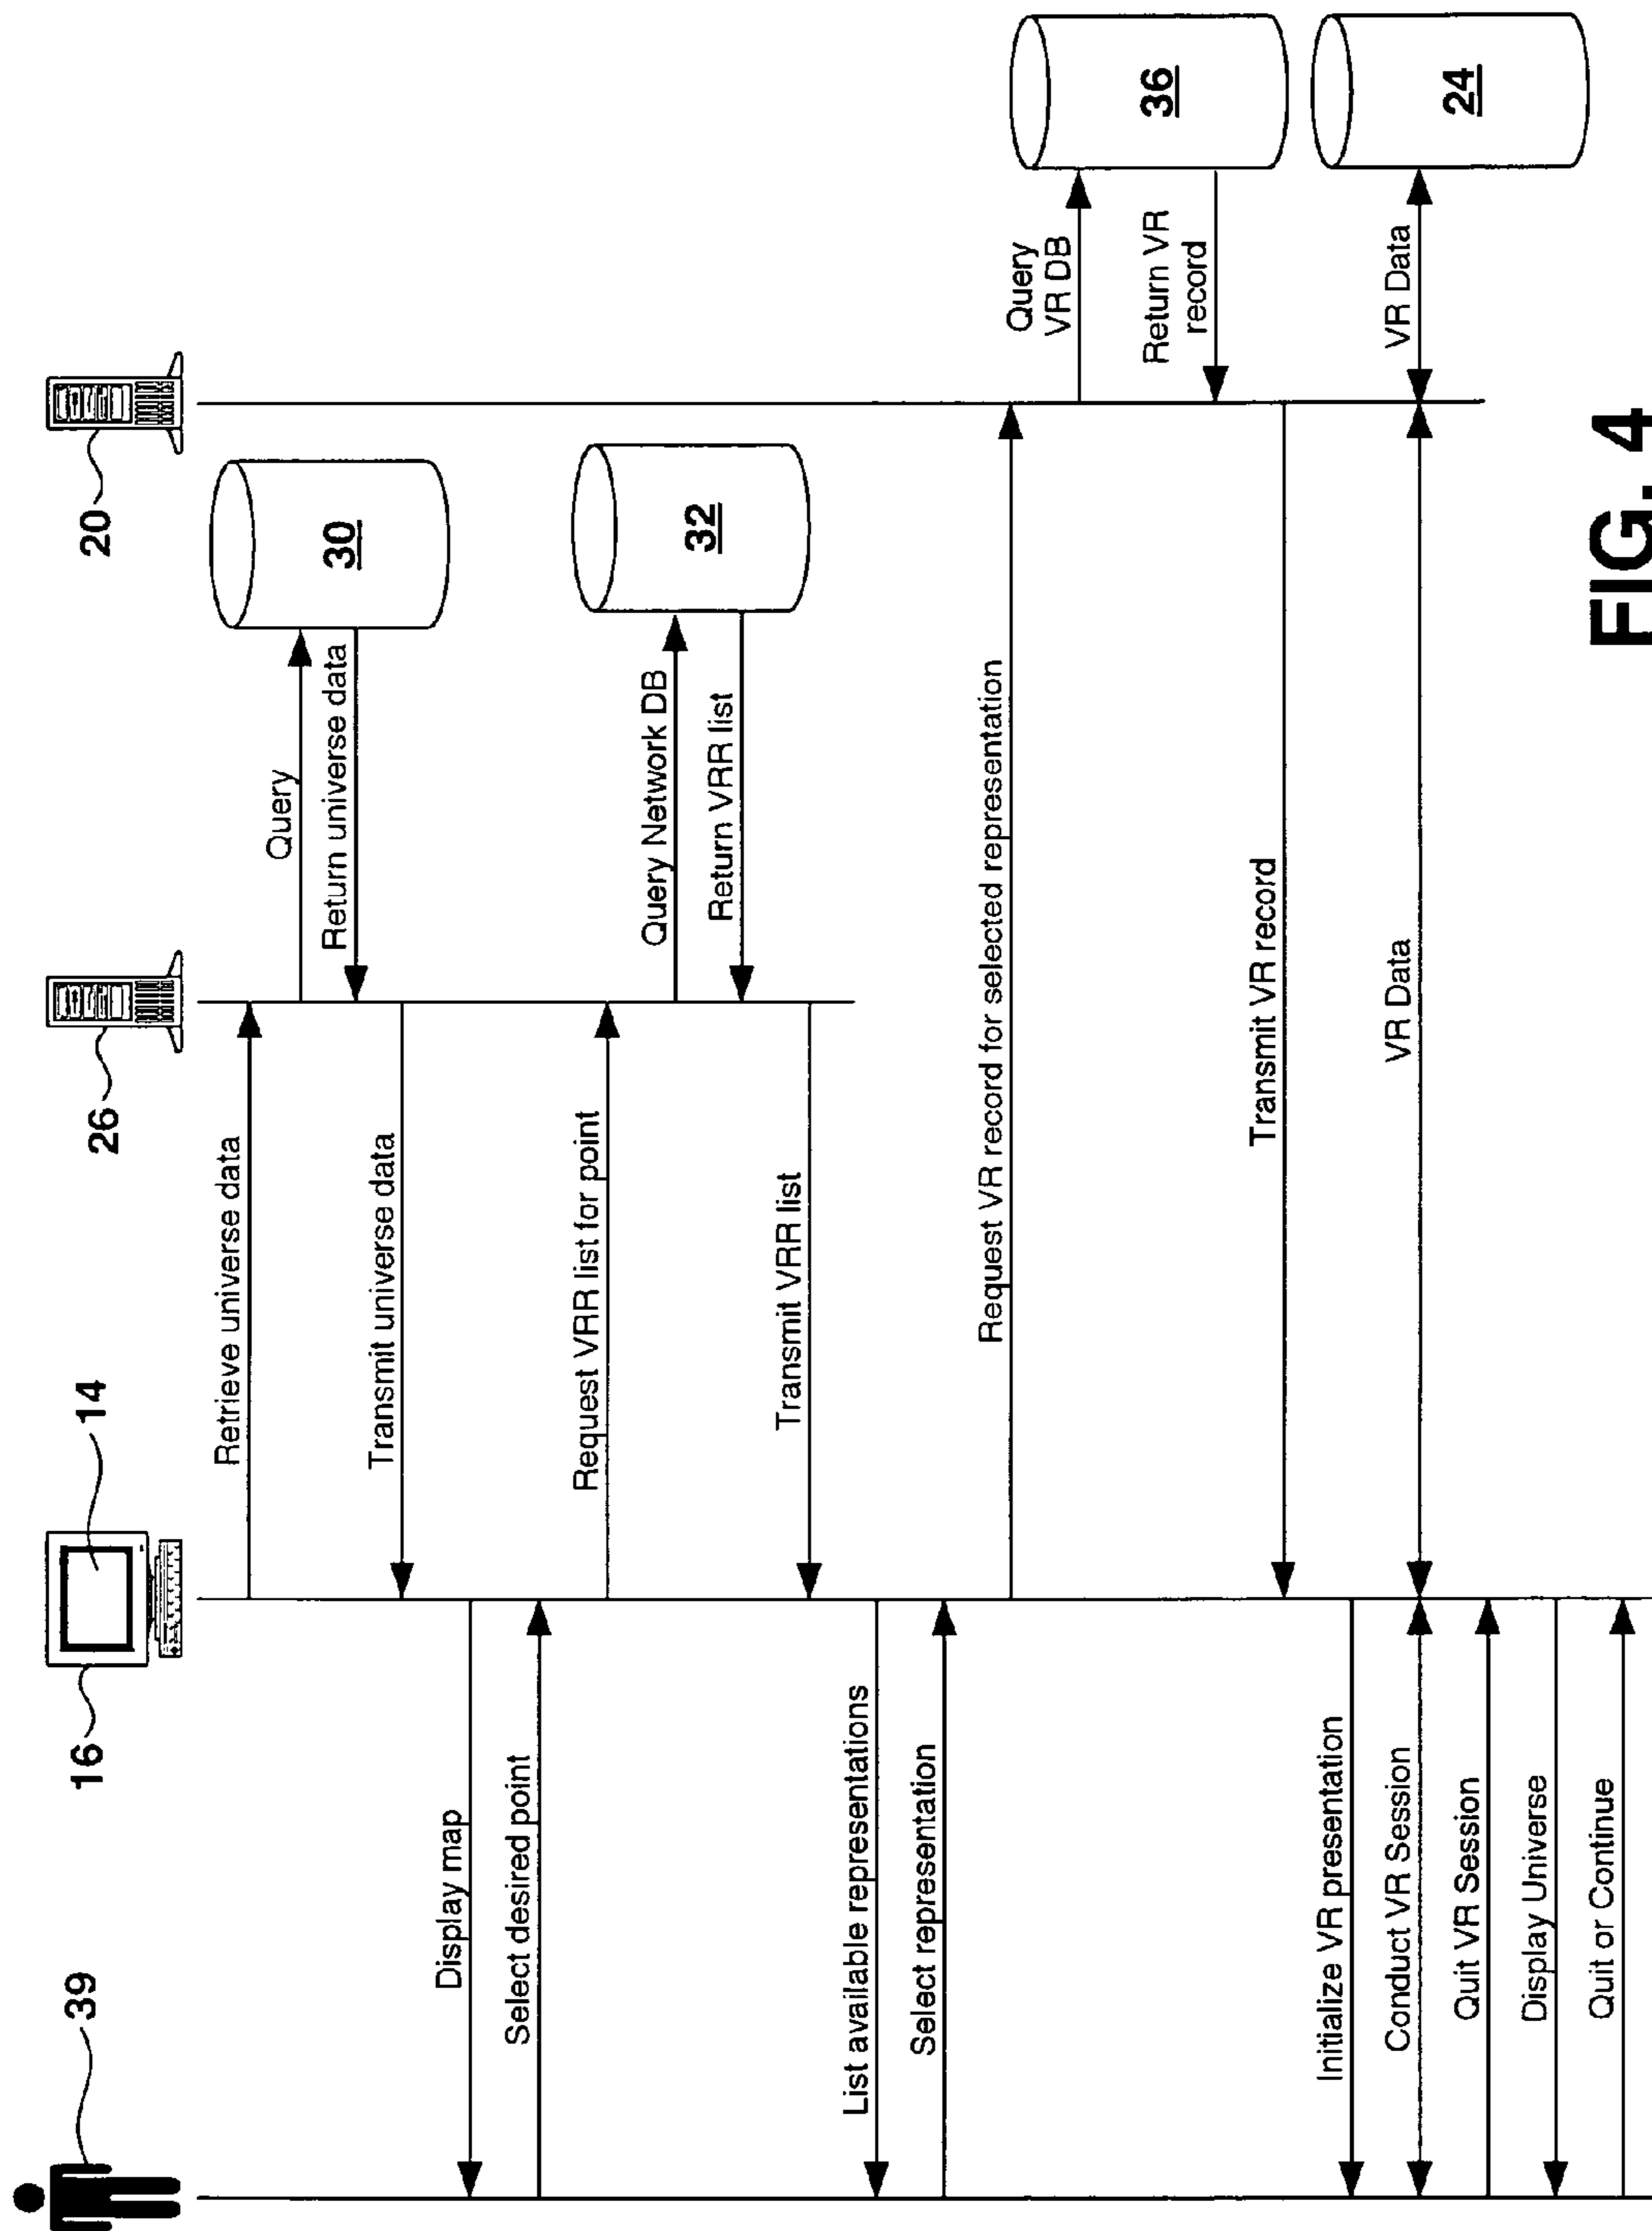 39
16
14
26
20
Retrieve universe data
Query
30
Return universe data
Transmit universe data
Display map
Select desired point
Request VRR list for point
Query Network DB
32
Return VRR list
Transmit VRR list
List available representations
Select representation
Request VR record for selected representation
Query
VR DB
36
Return VR
record
Transmit VR record
Initialize VR presentation
Conduct VR Session
VR Data
VR Data
24
Quit VR Session
Display Universe
Quit or Continue
FIG. 4